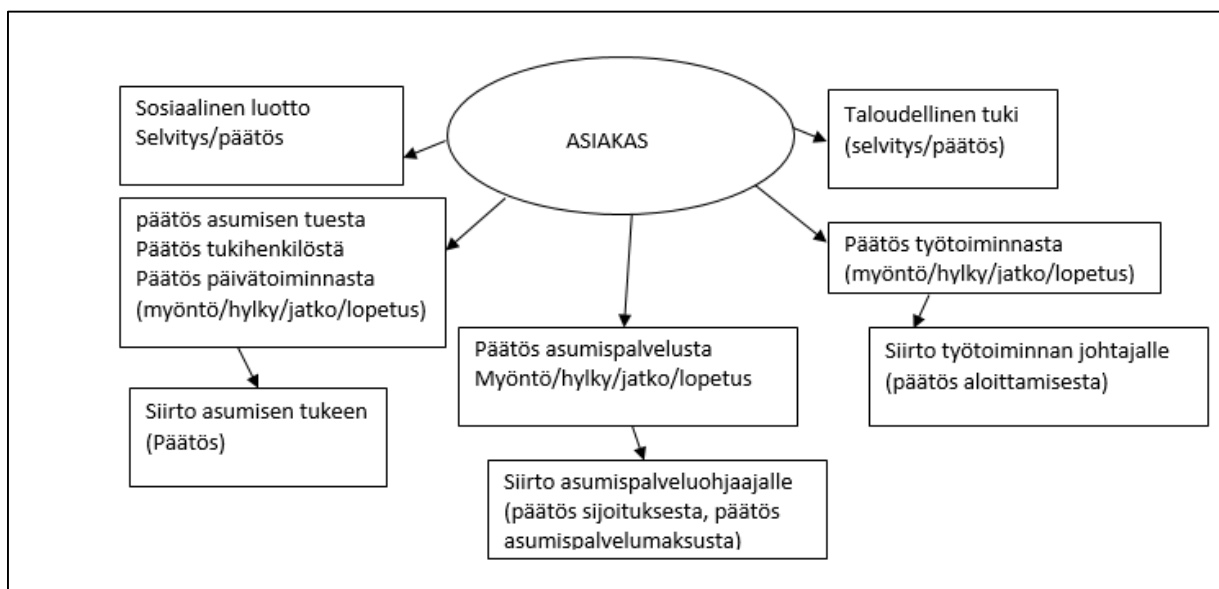 Sosiaalinen luotto
Selvitys/päätös
ASIAKAS
Taloudellinen tuki
(selvitys/päätös)
päätös asumisen tuesta
Päätös tukihenkilöstä
Päätös päivätoiminnasta
(myöntö/hylky/jatko/lopetus)
Päätös työtoiminnasta
(myöntö/hylky/jatko/lopetus)
Päätös asumispalvelusta
Myöntö/hylky/jatko/lopetus
Siirto työtoiminnan johtajalle
(päätös aloittamisesta)
Siirto asumisen tukeen
(Päätös)
Siirto asumispalveluohjaajalle
(päätös sijoituksesta, päätös
asumispalvelumaksusta)